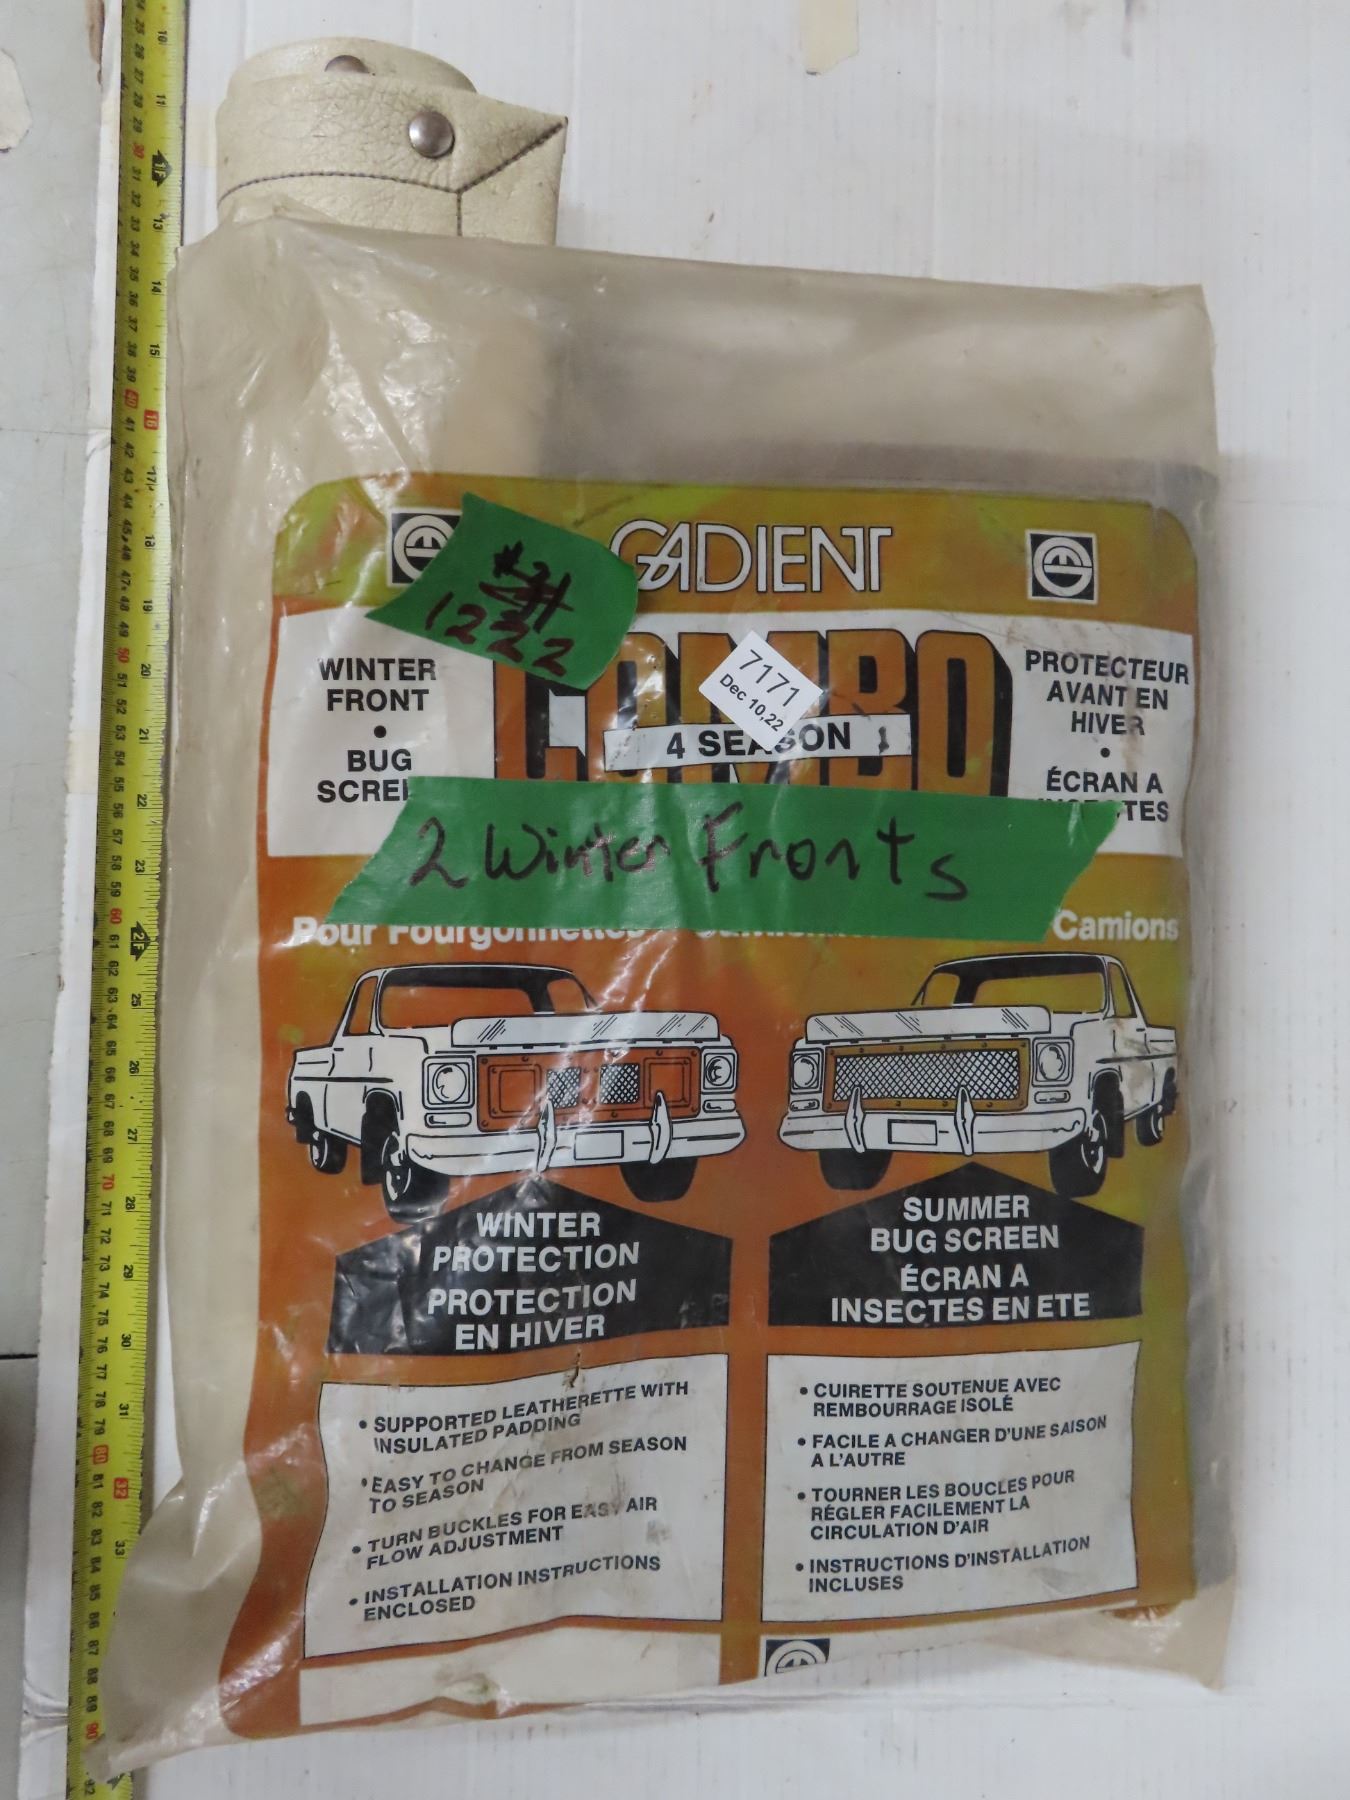 GADIENT
1222
COMBO
7171
Dec 10,22
4 SEASON
WINTER
FRONT
•
BUG
PROTECTEUR
AVANT EN
HIVER
•
ÉCRAN A
2 Winter Fronts
Pour Fourgonnettes
Camions
WINTER
PROTECTION
PROTECTION
EN HIVER
SUMMER
BUG SCREEN
ÉCRAN A
INSECTES EN ETE
• SUPPORTED LEATHERETTE WITH
INSULATED PADDING
• EASY TO CHANGE FROM SEASON
TO SEASON
• TURN BUCKLES FOR EASY AIR
FLOW ADJUSTMENT
• INSTALLATION INSTRUCTIONS
ENCLOSED
• CUIRETTE SOUTENUE AVEC
REMBOURRAGE ISOLÉ
• FACILE A CHANGER D'UNE SAISON
A L'AUTRE
• TOURNER LES BOUCLES POUR
RÉGLER FACILEMENT LA
CIRCULATION D'AIR
• INSTRUCTIONS D'INSTALLATION
INCLUSES